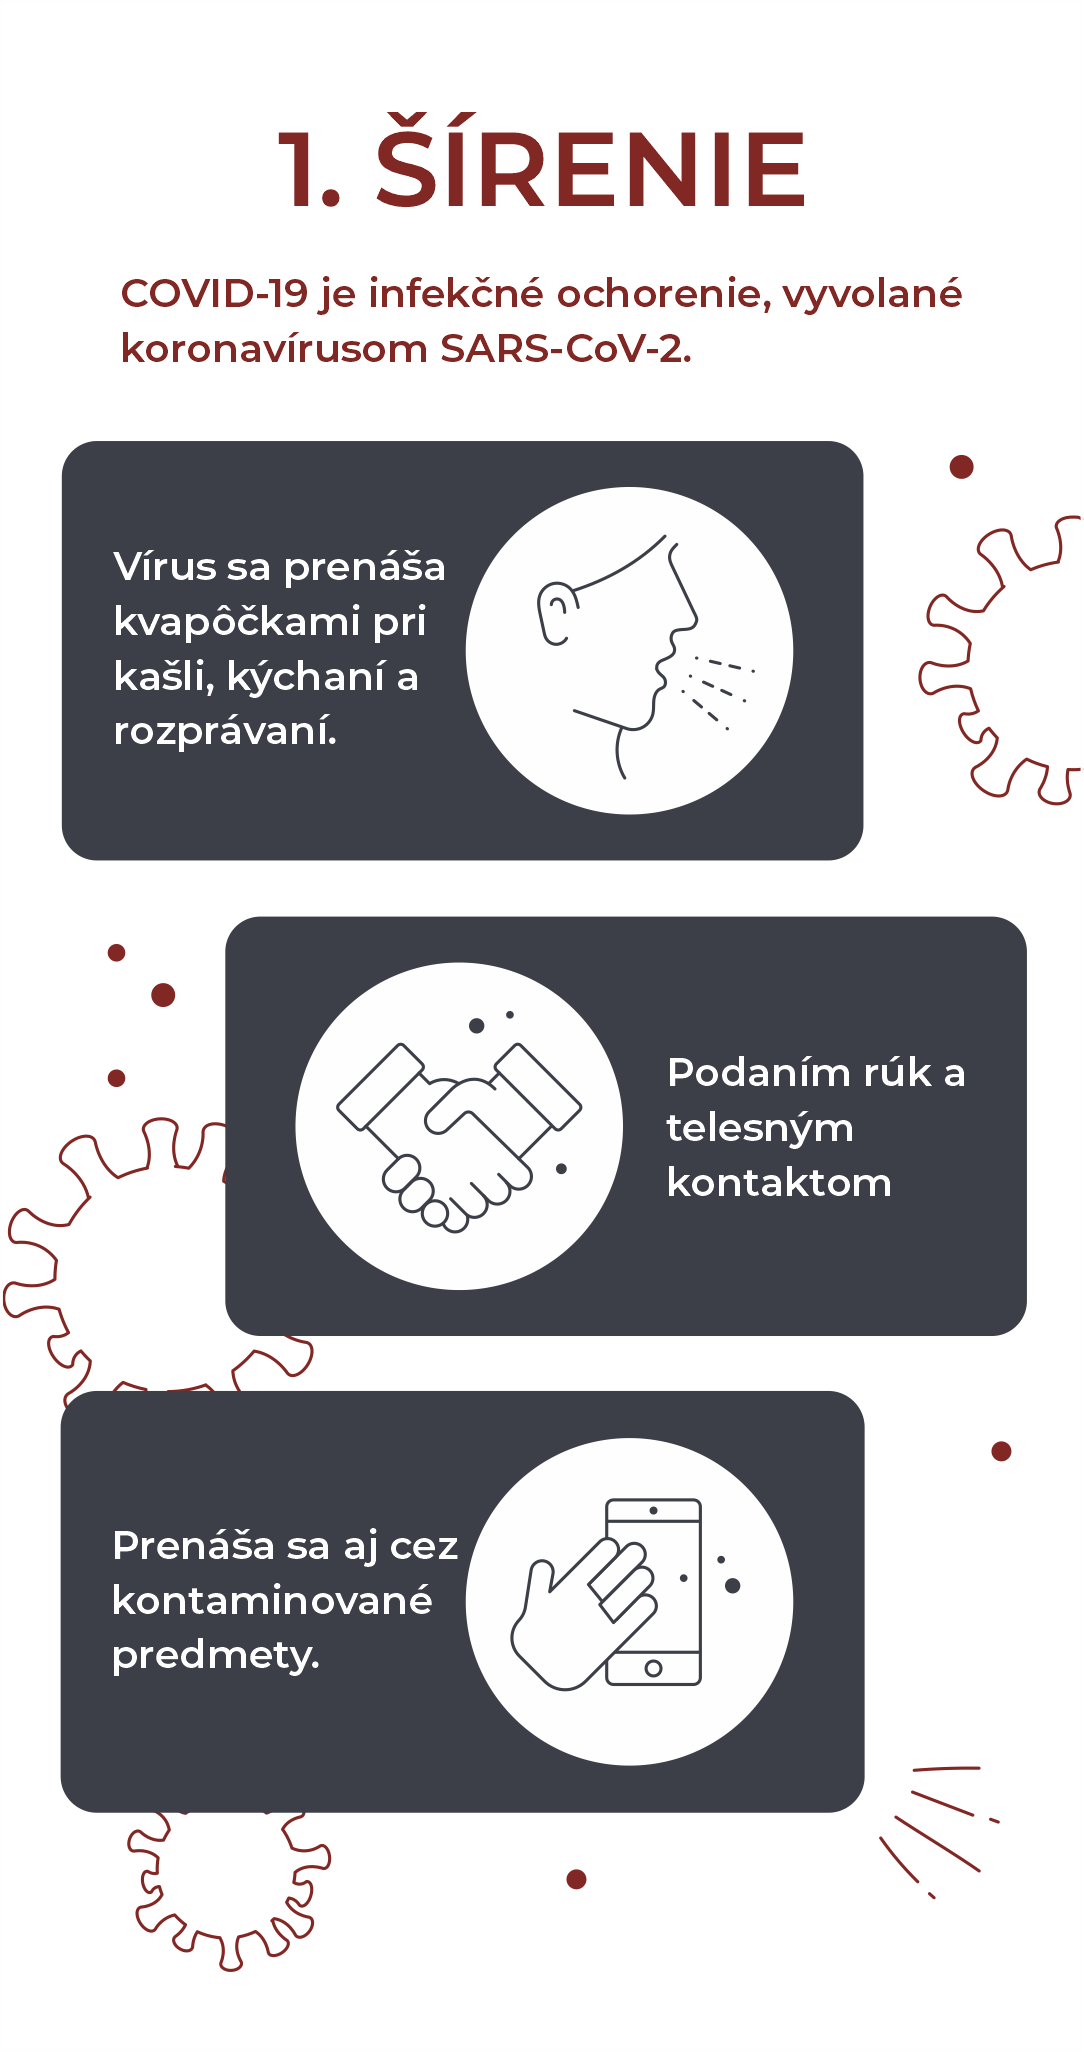 1. ŠÍRENIE
COVID-19 je infekčné ochorenie, vyvolané
koronavírusom SARS-CoV-2.
Vírus sa prenáša
kvapôčkami pri
kašli, kýchaní a
rozprávaní.
Podaním rúk a
telesným
kontaktom
Prenáša sa aj cez
kontaminované
predmety.